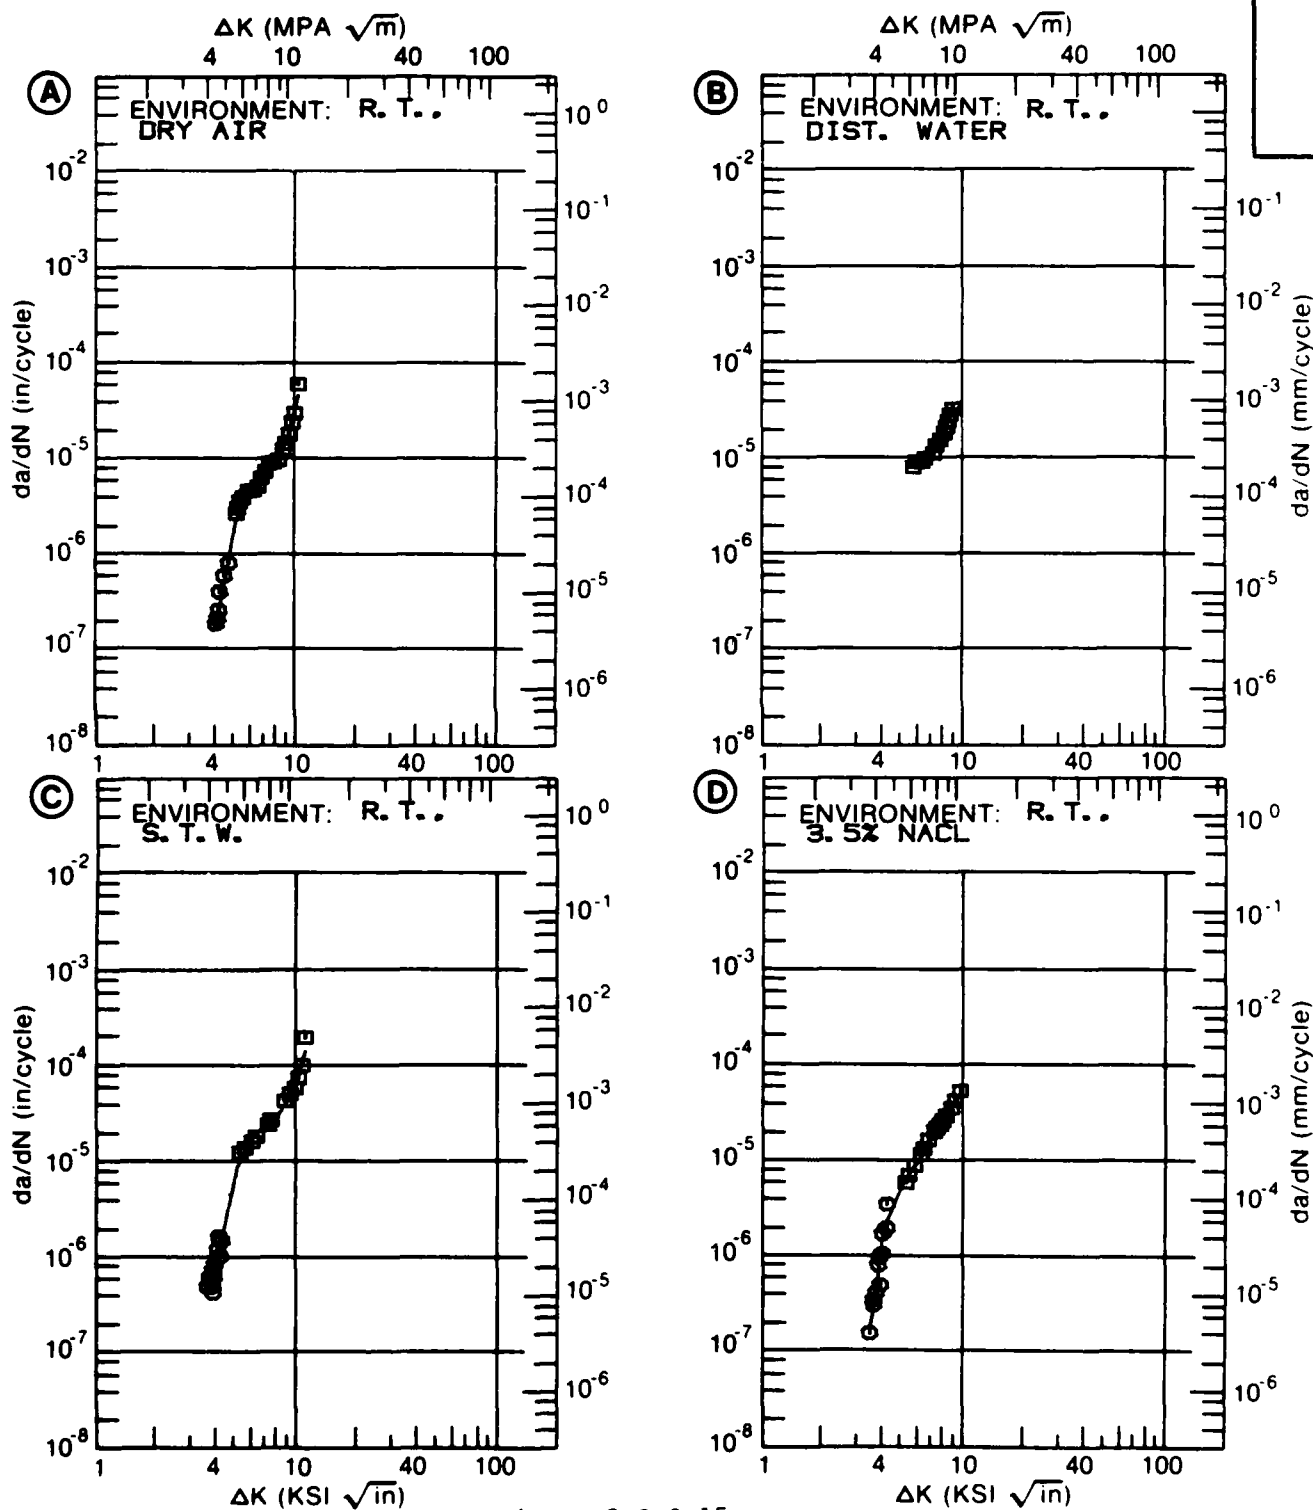 ΔK (MPA √m)
4 10 40 100
ΔK (MPA √m)
4 10 40 100
A
ENVIRONMENT: R. T.,
DRY AIR
10^-2
10^-3
10^-4
10^-5
10^-6
10^-7
10^-8
da/dN (in/cycle)
10^0
10^-1
10^-2
10^-3
10^-4
10^-5
10^-6
1 4 10 40 100
B
ENVIRONMENT: R. T.,
DIST. WATER
10^-2
10^-3
10^-4
10^-5
10^-6
10^-7
10^-8
10^-1
10^-2
10^-3
10^-4
10^-5
10^-6
da/dN (mm/cycle)
1 4 10 40 100
C
ENVIRONMENT: R. T.,
S. T. W.
10^-2
10^-3
10^-4
10^-5
10^-6
10^-7
10^-8
da/dN (in/cycle)
10^0
10^-1
10^-2
10^-3
10^-4
10^-5
10^-6
1 4 10 40 100
ΔK (KSI √in)
D
ENVIRONMENT: R. T.,
3. 5% NACL
10^-2
10^-3
10^-4
10^-5
10^-6
10^-7
10^-8
10^0
10^-1
10^-2
10^-3
10^-4
10^-5
10^-6
da/dN (mm/cycle)
1 4 10 40 100
ΔK (KSI √in)